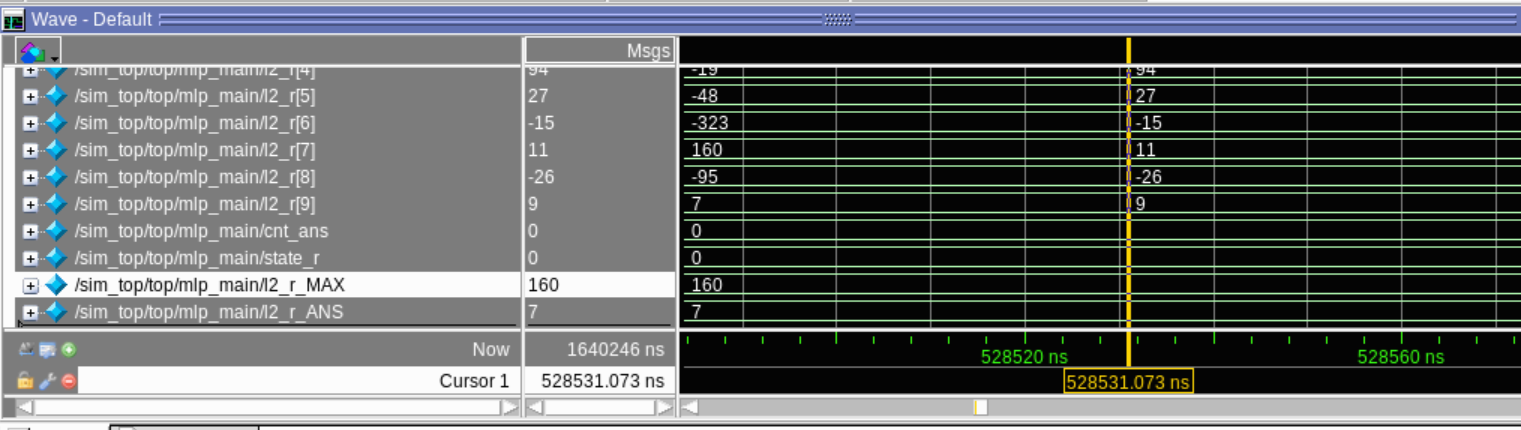 Wave - Default
Msgs
/sim_top/top/mlp_main/l2_r[4] 94 -19 94
/sim_top/top/mlp_main/l2_r[5] 27 -48 27
/sim_top/top/mlp_main/l2_r[6] -15 -323 -15
/sim_top/top/mlp_main/l2_r[7] 11 160 11
/sim_top/top/mlp_main/l2_r[8] -26 -95 -26
/sim_top/top/mlp_main/l2_r[9] 9 7 9
/sim_top/top/mlp_main/cnt_ans 0 0
/sim_top/top/mlp_main/state_r 0 0
/sim_top/top/mlp_main/l2_r_MAX 160 160
/sim_top/top/mlp_main/l2_r_ANS 7 7
Now 1640246 ns 528520 ns 528560 ns
Cursor 1 528531.073 ns 528531.073 ns